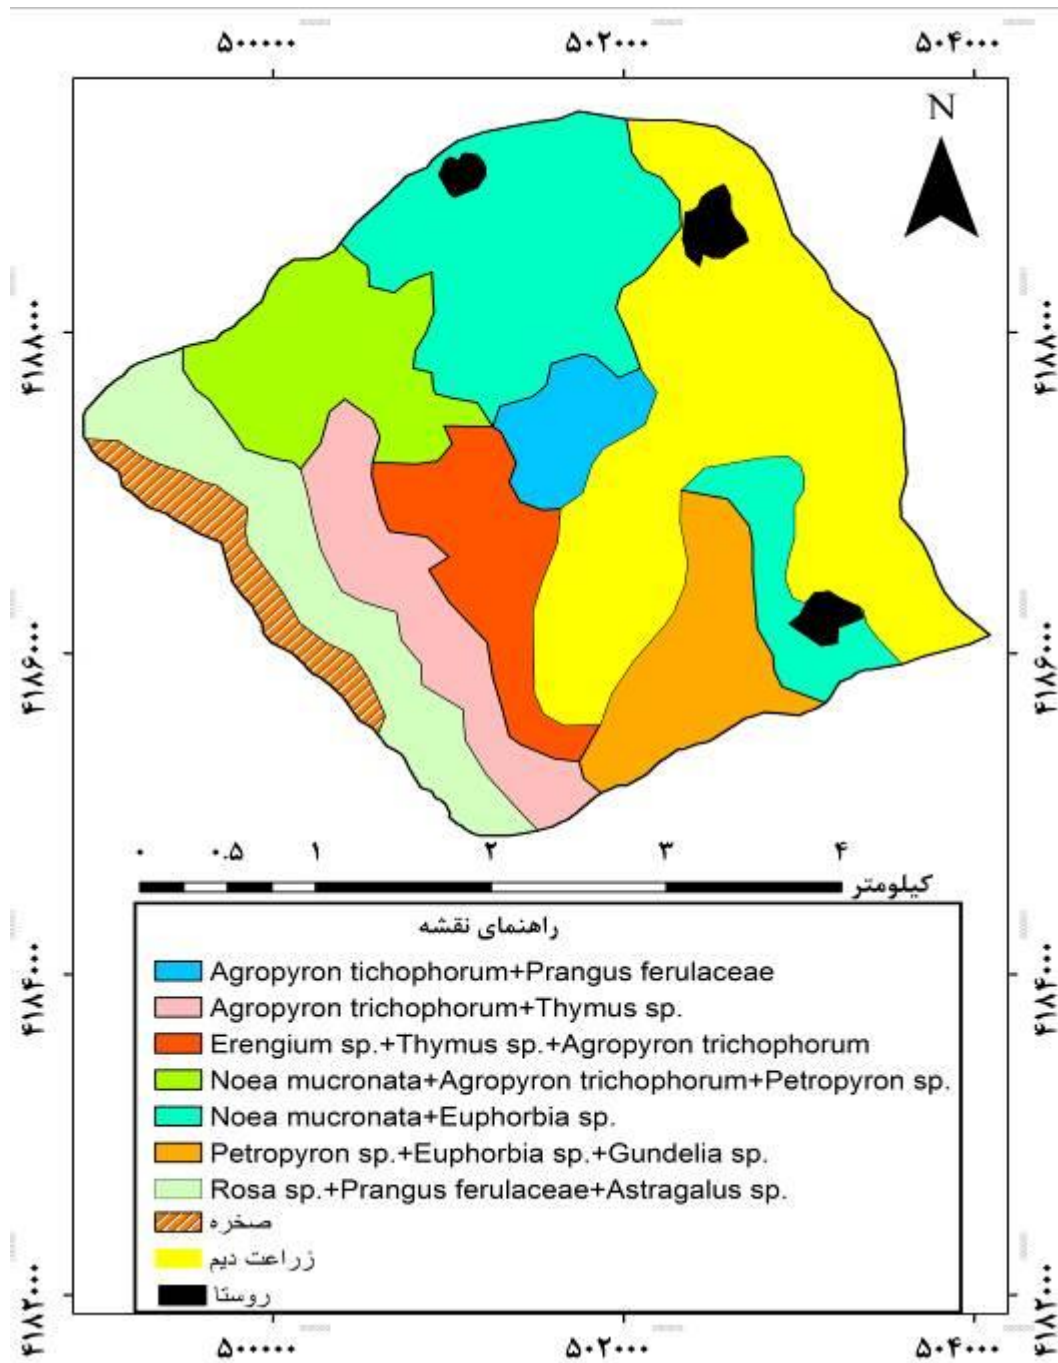 ۵۰۰۰۰۰ ۵۰۲۰۰۰ ۵۰۴۰۰۰
N
۴۱۸۸۰۰۰ ۴۱۸۸۰۰۰
۴۱۸۶۰۰۰ ۴۱۸۶۰۰۰
۰ ۰.۵ ۱ ۲ ۳ ۴
کیلومتر
راهنمای نقشه
Agropyron tichophorum+Prangus ferulaceae
۴۱۸۴۰۰۰ ۴۱۸۴۰۰۰
Agropyron trichophorum+Thymus sp.
Erengium sp.+Thymus sp.+Agropyron trichophorum
Noea mucronata+Agropyron trichophorum+Petropyron sp.
Noea mucronata+Euphorbia sp.
Petropyron sp.+Euphorbia sp.+Gundelia sp.
Rosa sp.+Prangus ferulaceae+Astragalus sp.
صخره
زراعت دیم
روستا
۴۱۸۲۰۰۰ ۴۱۸۲۰۰۰
۵۰۰۰۰۰ ۵۰۲۰۰۰ ۵۰۴۰۰۰